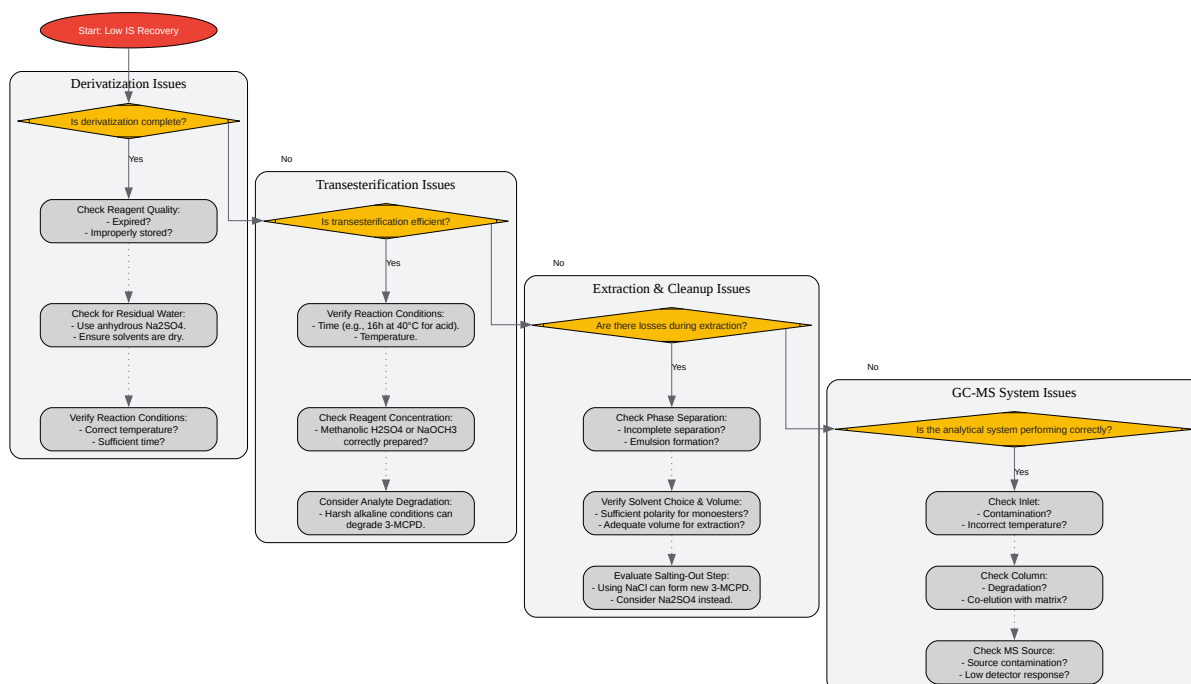 Start: Low IS Recovery
Derivatization Issues
Is derivatization complete?
Yes
No
Check Reagent Quality:
- Expired?
- Improperly stored?
Check for Residual Water:
- Use anhydrous Na2SO4.
- Ensure solvents are dry.
Verify Reaction Conditions:
- Correct temperature?
- Sufficient time?
Transesterification Issues
Is transesterification efficient?
Yes
No
Verify Reaction Conditions:
- Time (e.g., 16h at 40°C for acid).
- Temperature.
Check Reagent Concentration:
- Methanolic H2SO4 or NaOCH3
correctly prepared?
Consider Analyte Degradation:
- Harsh alkaline conditions can
degrade 3-MCPD.
Extraction & Cleanup Issues
Are there losses during extraction?
Yes
No
Check Phase Separation:
- Incomplete separation?
- Emulsion formation?
Verify Solvent Choice & Volume:
- Sufficient polarity for monoesters?
- Adequate volume for extraction?
Evaluate Salting-Out Step:
- Using NaCl can form new 3-MCPD.
- Consider Na2SO4 instead.
GC-MS System Issues
Is the analytical system performing correctly?
Yes
Check Inlet:
- Contamination?
- Incorrect temperature?
Check Column:
- Degradation?
- Co-elution with matrix?
Check MS Source:
- Source contamination?
- Low detector response?